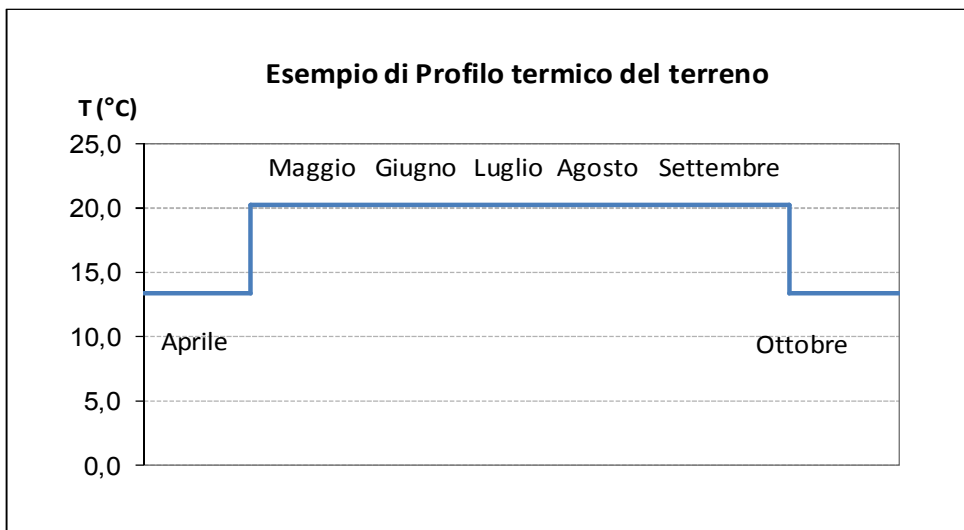 Esempio di Profilo termico del terreno
T (°C)
25,0
Maggio Giugno Luglio Agosto Settembre
20,0
15,0
10,0
Aprile
Ottobre
5,0
0,0